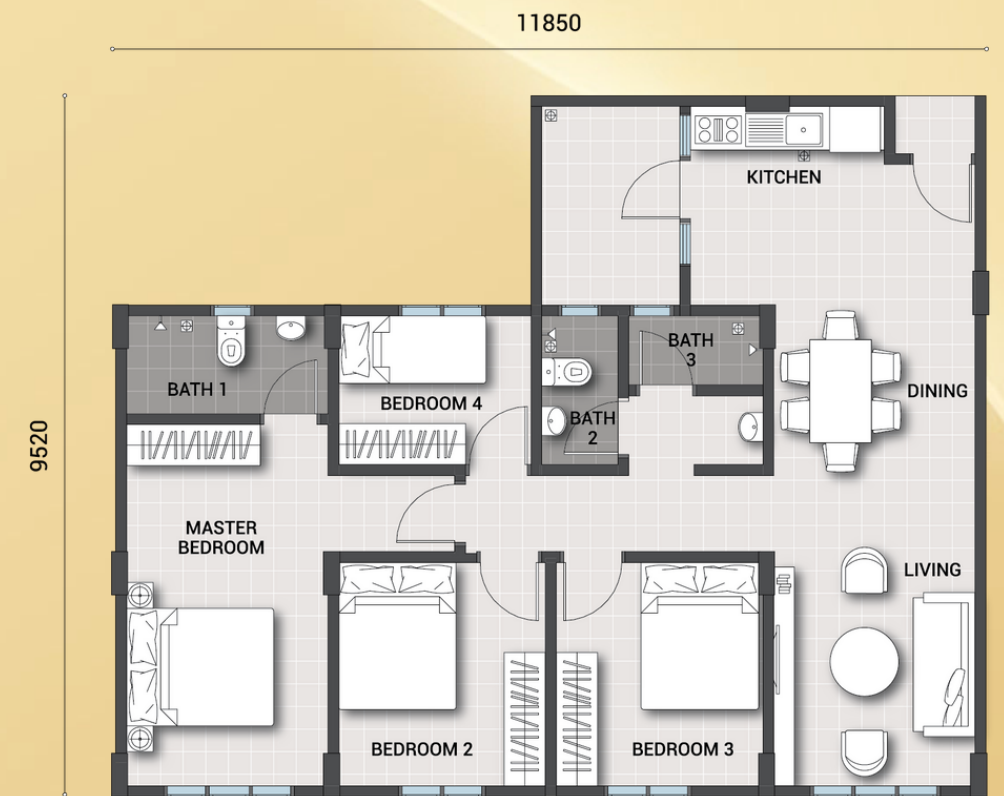 11850
KITCHEN
BATH
3
BATH 1
DINING
BEDROOM 4
BATH
2
9520
MASTER
BEDROOM
LIVING
BEDROOM 2
BEDROOM 3